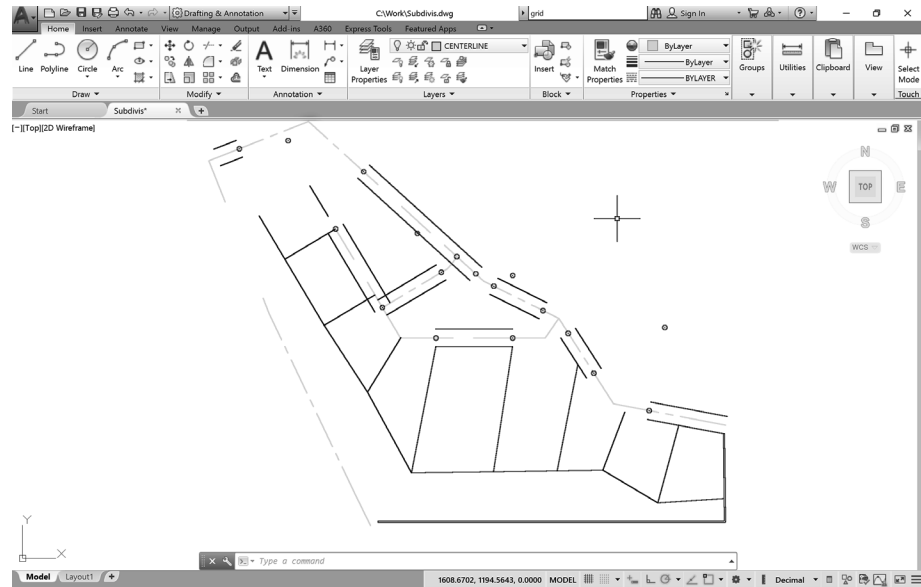 A Drafting & Annotation C:\Work\Subdivis.dwg grid Sign In
Home Insert Annotate View Manage Output Add-ins A360 Express Tools Featured Apps
Line Polyline Circle Arc
A Text Dimension
Layer Properties CENTERLINE
Insert
Match Properties ByLayer
ByLayer
BYLAYER
Groups Utilities Clipboard View Select Mode
Draw Modify Annotation Layers Block Properties Touch
Start Subdivis* +
[−][Top][2D Wireframe]
N
W TOP E
S
WCS
Y
X
Type a command
Model Layout1 + 1608.6702, 1194.5643, 0.0000 MODEL Decimal